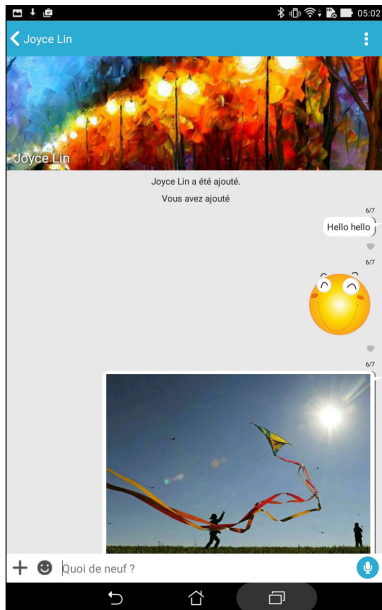 05:02
Joyce Lin
Joyce Lin
Joyce Lin a été ajouté.
Vous avez ajouté
6/7
Hello hello
6/7
6/7
Quoi de neuf ?